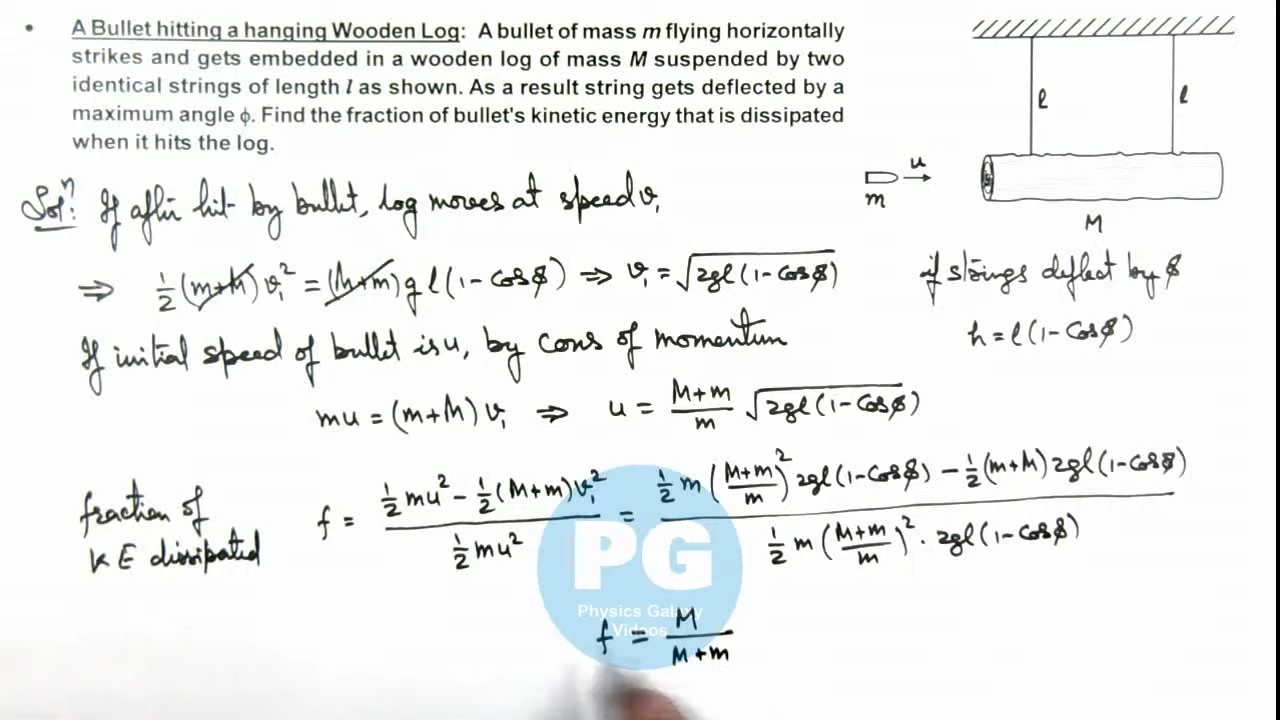 • A Bullet hitting a hanging Wooden Log: A bullet of mass m flying horizontally
strikes and gets embedded in a wooden log of mass M suspended by two
identical strings of length l as shown. As a result string gets deflected by a
maximum angle ϕ. Find the fraction of bullet's kinetic energy that is dissipated
when it hits the log.
l l
u
m
M
Solⁿ: If after hit by bullet, log moves at speed v₁
⇒ ½(m+M)v₁² = (M+m)gl(1-Cosϕ) ⇒ v₁ = √(2gl(1-Cosϕ))
if strings deflect by ϕ
h = l(1-Cosϕ)
If initial speed of bullet is u, by cons of momentum
mu = (m+M)v₁ ⇒ u = (M+m)/m √(2gl(1-Cosϕ))
fraction of
KE dissipated
f = (½mu² - ½(M+m)v₁²)/(½mu²) = (½m((M+m)/m)² 2gl(1-Cosϕ) - ½(m+M)2gl(1-Cosϕ))/(½m((M+m)/m)² · 2gl(1-Cosϕ))
PG
Physics Galaxy
Videos
f = M/(M+m)